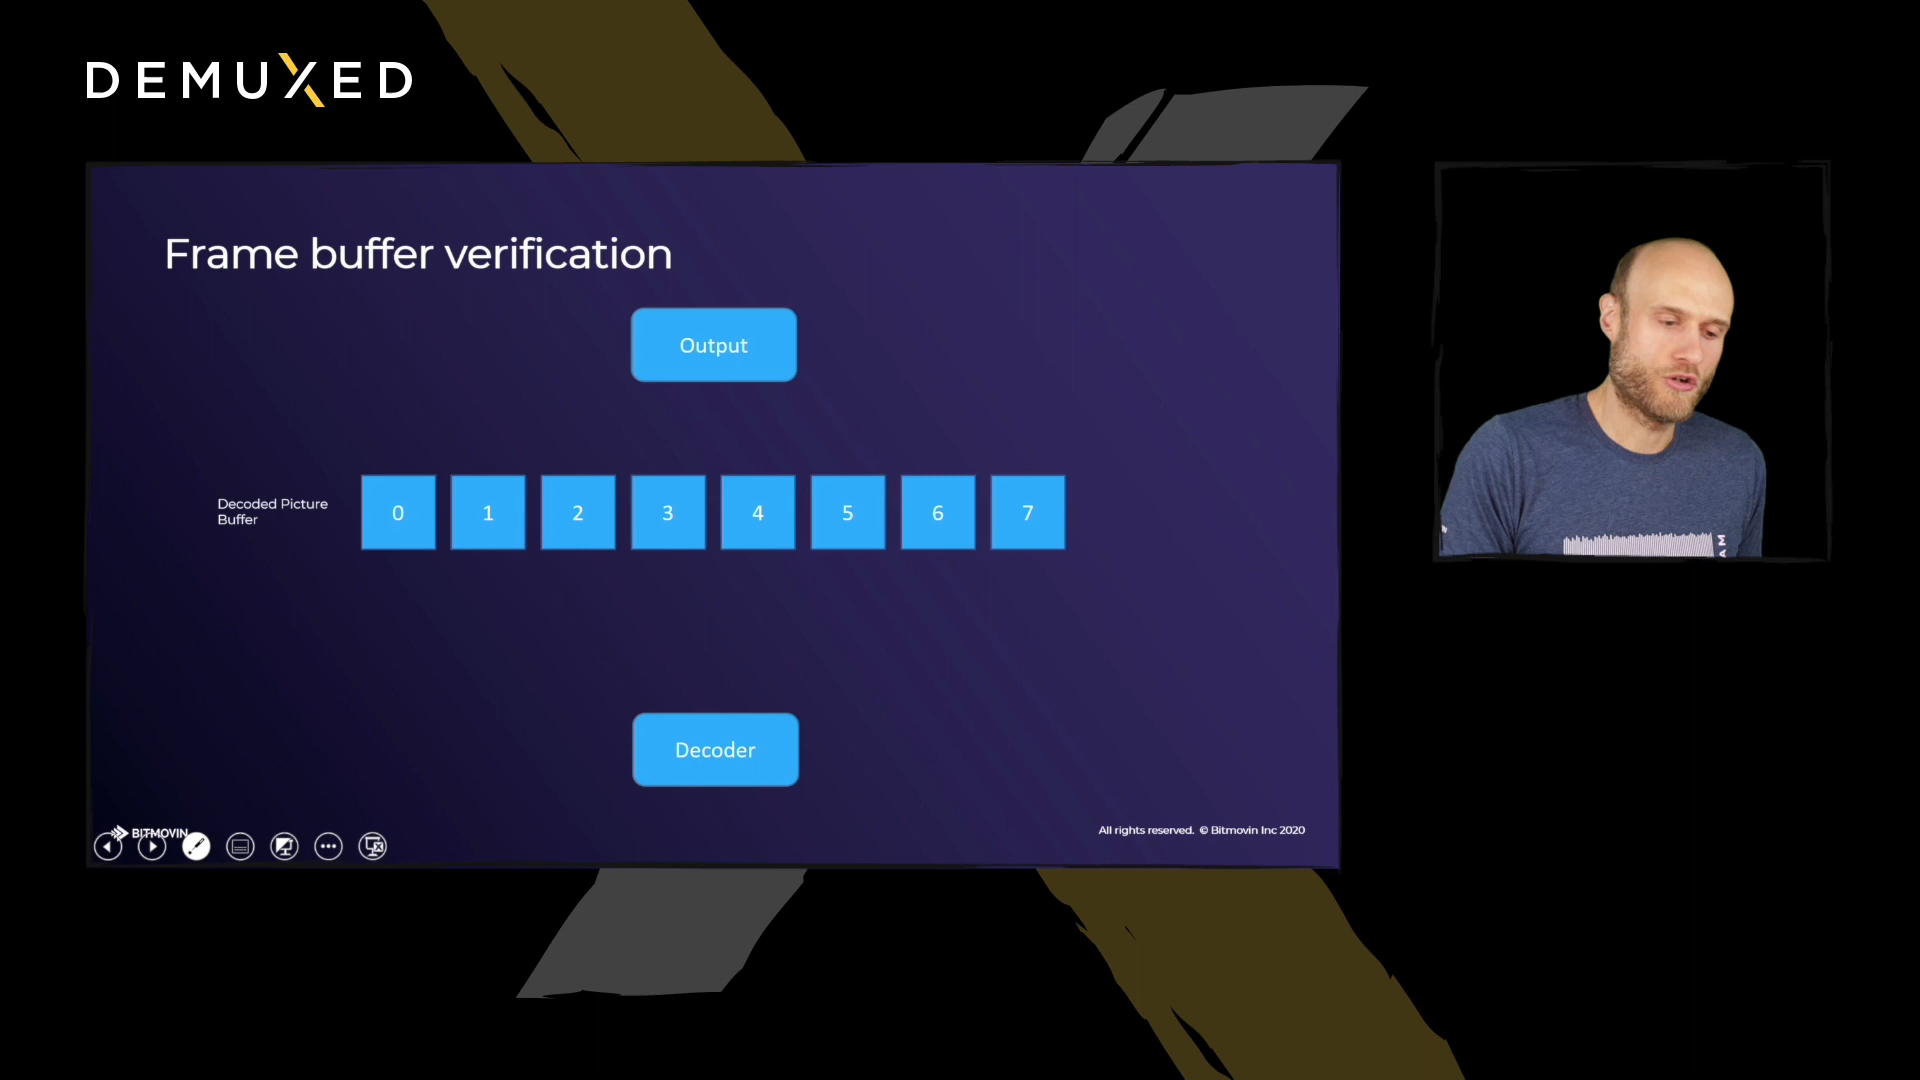 DEMUXED
Frame buffer verification
Output
Decoded Picture
Buffer
0 1 2 3 4 5 6 7
Decoder
BITMOVIN
All rights reserved. © Bitmovin Inc 2020
AM